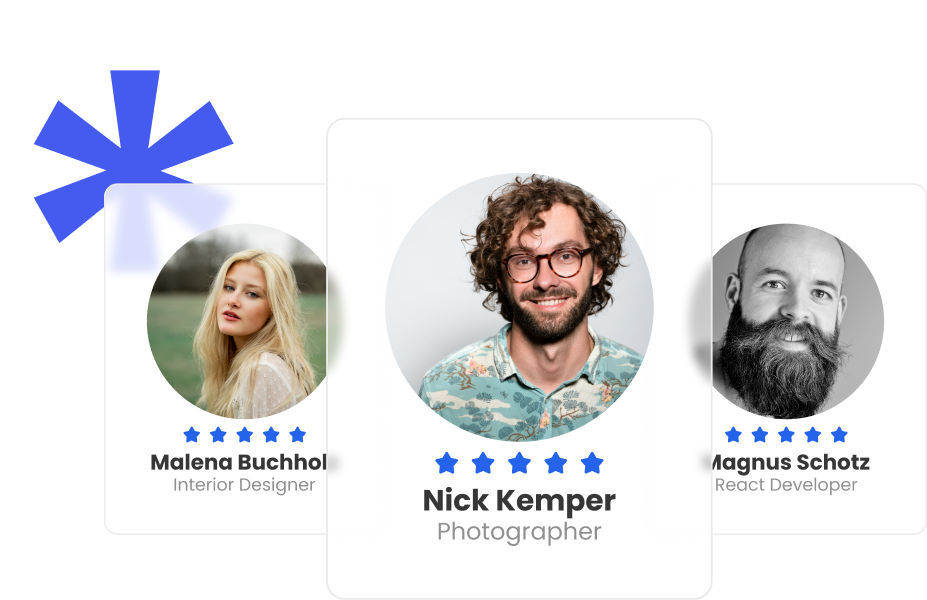 Malena Buchhol
Interior Designer
Nick Kemper
Photographer
Magnus Schotz
React Developer